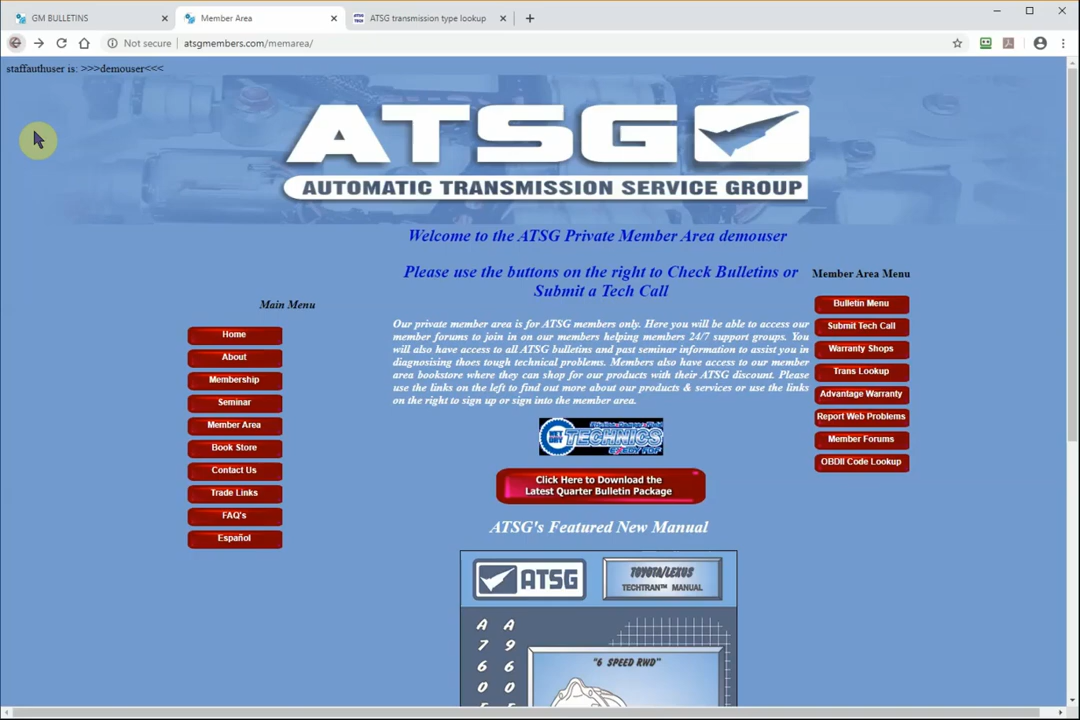 GM BULLETINS
Member Area
ATSG transmission type lookup
Not secure | atsgmembers.com/memarea/
staffauthuser is: >>>demouser<<<
ATSG
AUTOMATIC TRANSMISSION SERVICE GROUP
Welcome to the ATSG Private Member Area demouser
Please use the buttons on the right to Check Bulletins or
Submit a Tech Call
Our private member area is for ATSG members only. Here you will be able to access our
member forums to join in on our members helping members 24/7 support groups. You
will also have access to all ATSG bulletins and past seminar information to assist you in
diagnosising thoes tough technical problems. Members also have access to our member
area bookstore where they can shop for our products with their ATSG discount. Please
use the links on the left to find out more about our products & services or use the links
on the right to sign up or sign into the member area.
Main Menu
Home
About
Membership
Seminar
Member Area
Book Store
Contact Us
Trade Links
FAQ's
Español
Member Area Menu
Bulletin Menu
Submit Tech Call
Warranty Shops
Trans Lookup
Advantage Warranty
Report Web Problems
Member Forums
OBDII Code Lookup
TECHNICS
Click Here to Download the
Latest Quarter Bulletin Package
ATSG's Featured New Manual
ATSG
TOYOTA/LEXUS
TECHTRAN™ MANUAL
A A
7 9
6 6
0 0
"6 SPEED RWD"